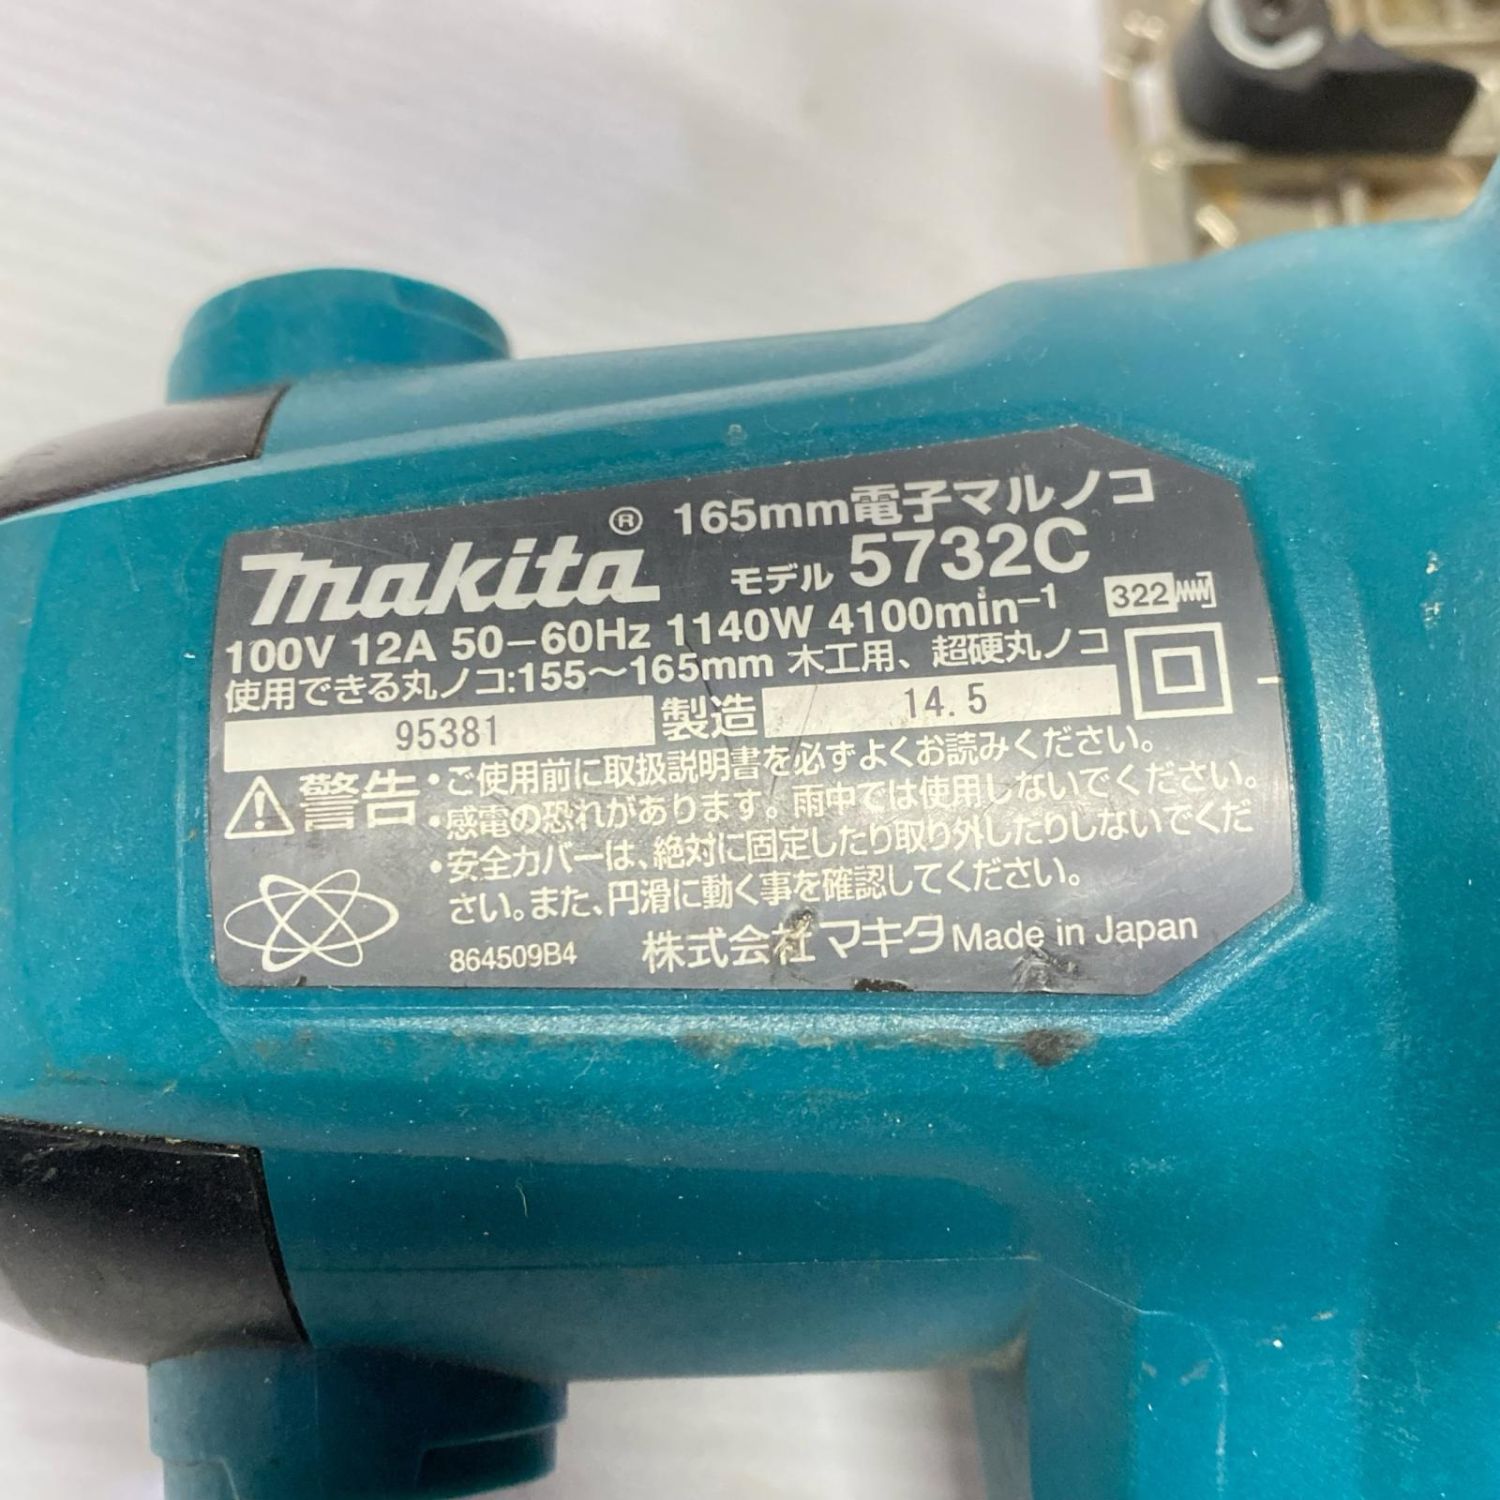 165mm電子マルノコ
makita® モデル 5732C
100V 12A 50−60Hz 1140W 4100min⁻¹ 322
使用できる丸ノコ:155〜165mm 木工用、超硬丸ノコ
95381 製造 14.5
警告 ・ご使用前に取扱説明書を必ずよくお読みください。
・感電の恐れがあります。雨中では使用しないでください。
・安全カバーは、絶対に固定したり取り外したりしないでくだ
さい。また、円滑に動く事を確認してください。
864509B4 株式会社マキタ Made in Japan